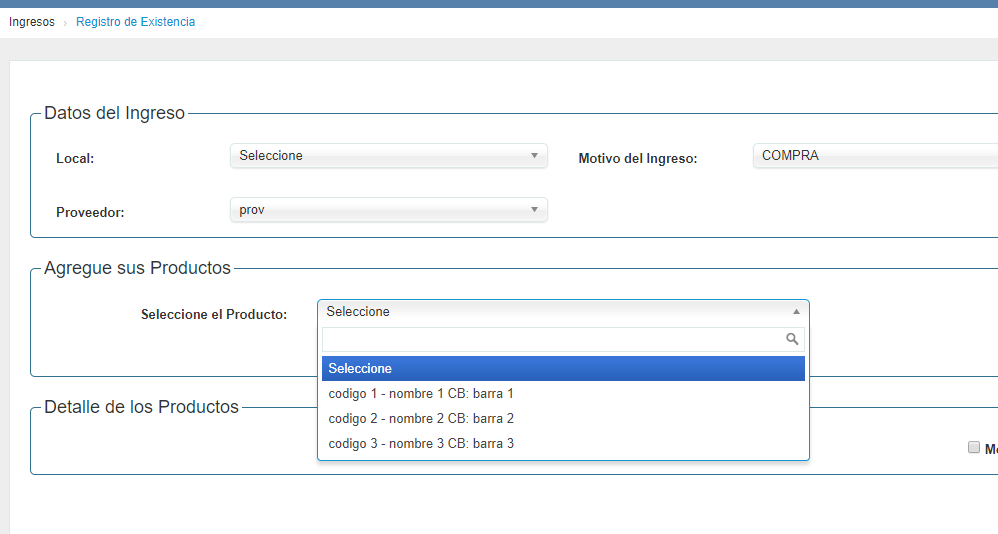 Ingresos › Registro de Existencia
Datos del Ingreso
Local: Seleccione Motivo del Ingreso: COMPRA
Proveedor: prov
Agregue sus Productos
Seleccione el Producto: Seleccione
Seleccione
codigo 1 - nombre 1 CB: barra 1
codigo 2 - nombre 2 CB: barra 2
codigo 3 - nombre 3 CB: barra 3
Detalle de los Productos